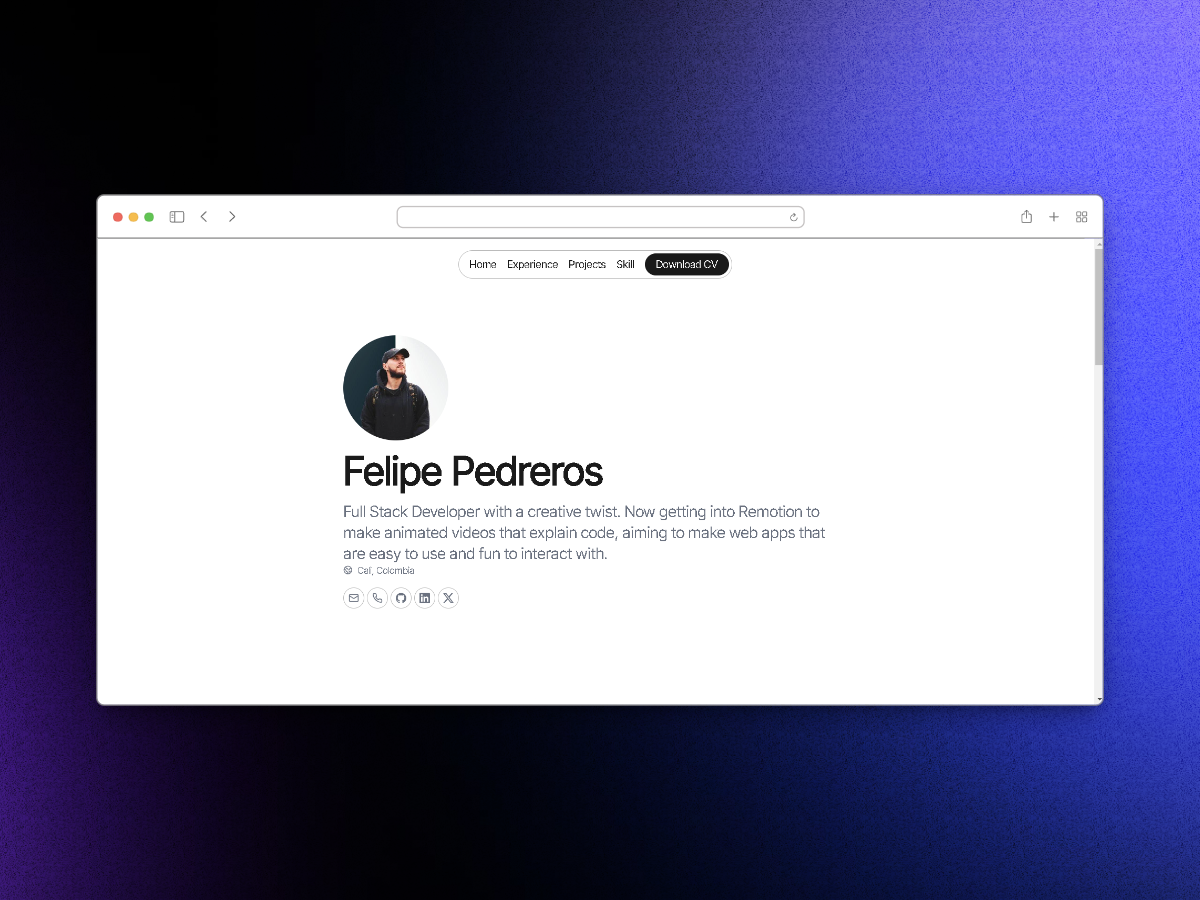 Home Experience Projects Skill Download CV
Felipe Pedreros
Full Stack Developer with a creative twist. Now getting into Remotion to
make animated videos that explain code, aiming to make web apps that
are easy to use and fun to interact with.
Cali, Colombia